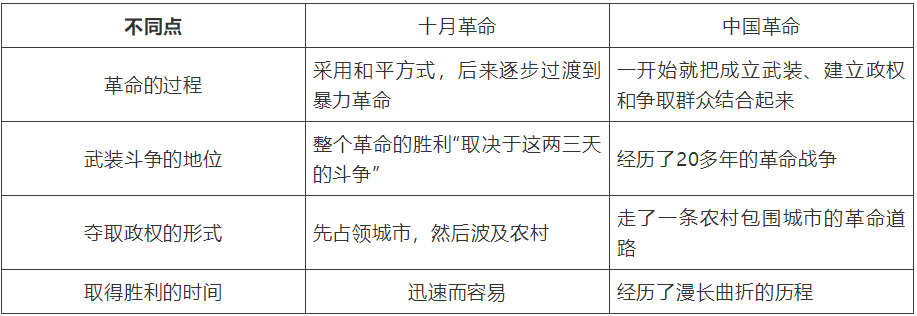 不同点 十月革命 中国革命
革命的过程 采用和平方式，后来逐步过渡到暴力革命 一开始就把成立武装、建立政权和争取群众结合起来
武装斗争的地位 整个革命的胜利“取决于这两三天的斗争” 经历了20多年的革命战争
夺取政权的形式 先占领城市，然后波及农村 走了一条农村包围城市的革命道路
取得胜利的时间 迅速而容易 经历了漫长曲折的历程